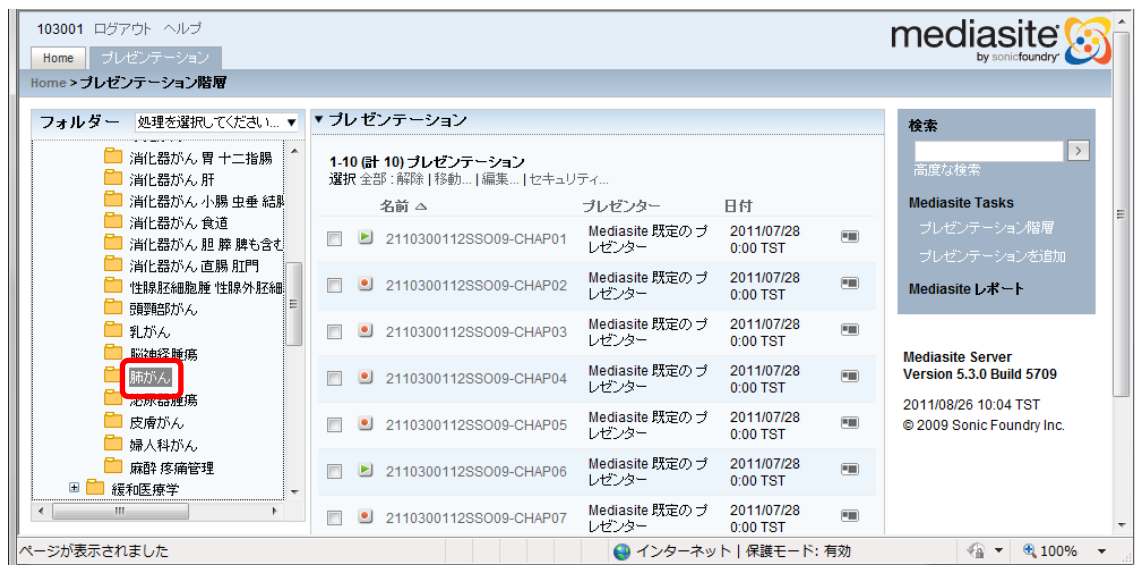 103001 ログアウト ヘルプ
mediasite
by sonicfoundry
Home プレゼンテーション
Home > プレゼンテーション階層
フォルダー 処理を選択してください...
消化器がん 胃 十二指腸
消化器がん 肝
消化器がん 小腸 虫垂 結腸
消化器がん 食道
消化器がん 胆 膵 脾も含む
消化器がん 直腸 肛門
性腺胚細胞腫 性腺外胚細
頭頸部がん
乳がん
脳神経腫瘍
肺がん
泌尿器腫瘍
皮膚がん
婦人科がん
麻酔 疼痛管理
緩和医療学
プレゼンテーション
1-10 (計 10) プレゼンテーション
選択 全部 : 解除 | 移動... | 編集... | セキュリティ...
名前 プレゼンター 日付
2110300112SSO09-CHAP01 Mediasite 既定の プレゼンター 2011/07/28 0:00 TST
2110300112SSO09-CHAP02 Mediasite 既定の プレゼンター 2011/07/28 0:00 TST
2110300112SSO09-CHAP03 Mediasite 既定の プレゼンター 2011/07/28 0:00 TST
2110300112SSO09-CHAP04 Mediasite 既定の プレゼンター 2011/07/28 0:00 TST
2110300112SSO09-CHAP05 Mediasite 既定の プレゼンター 2011/07/28 0:00 TST
2110300112SSO09-CHAP06 Mediasite 既定の プレゼンター 2011/07/28 0:00 TST
2110300112SSO09-CHAP07 Mediasite 既定の プレゼンター 2011/07/28 0:00 TST
検索
高度な検索
Mediasite Tasks
プレゼンテーション階層
プレゼンテーションを追加
Mediasite レポート
Mediasite Server
Version 5.3.0 Build 5709
2011/08/26 10:04 TST
© 2009 Sonic Foundry Inc.
ページが表示されました インターネット | 保護モード: 有効 100%